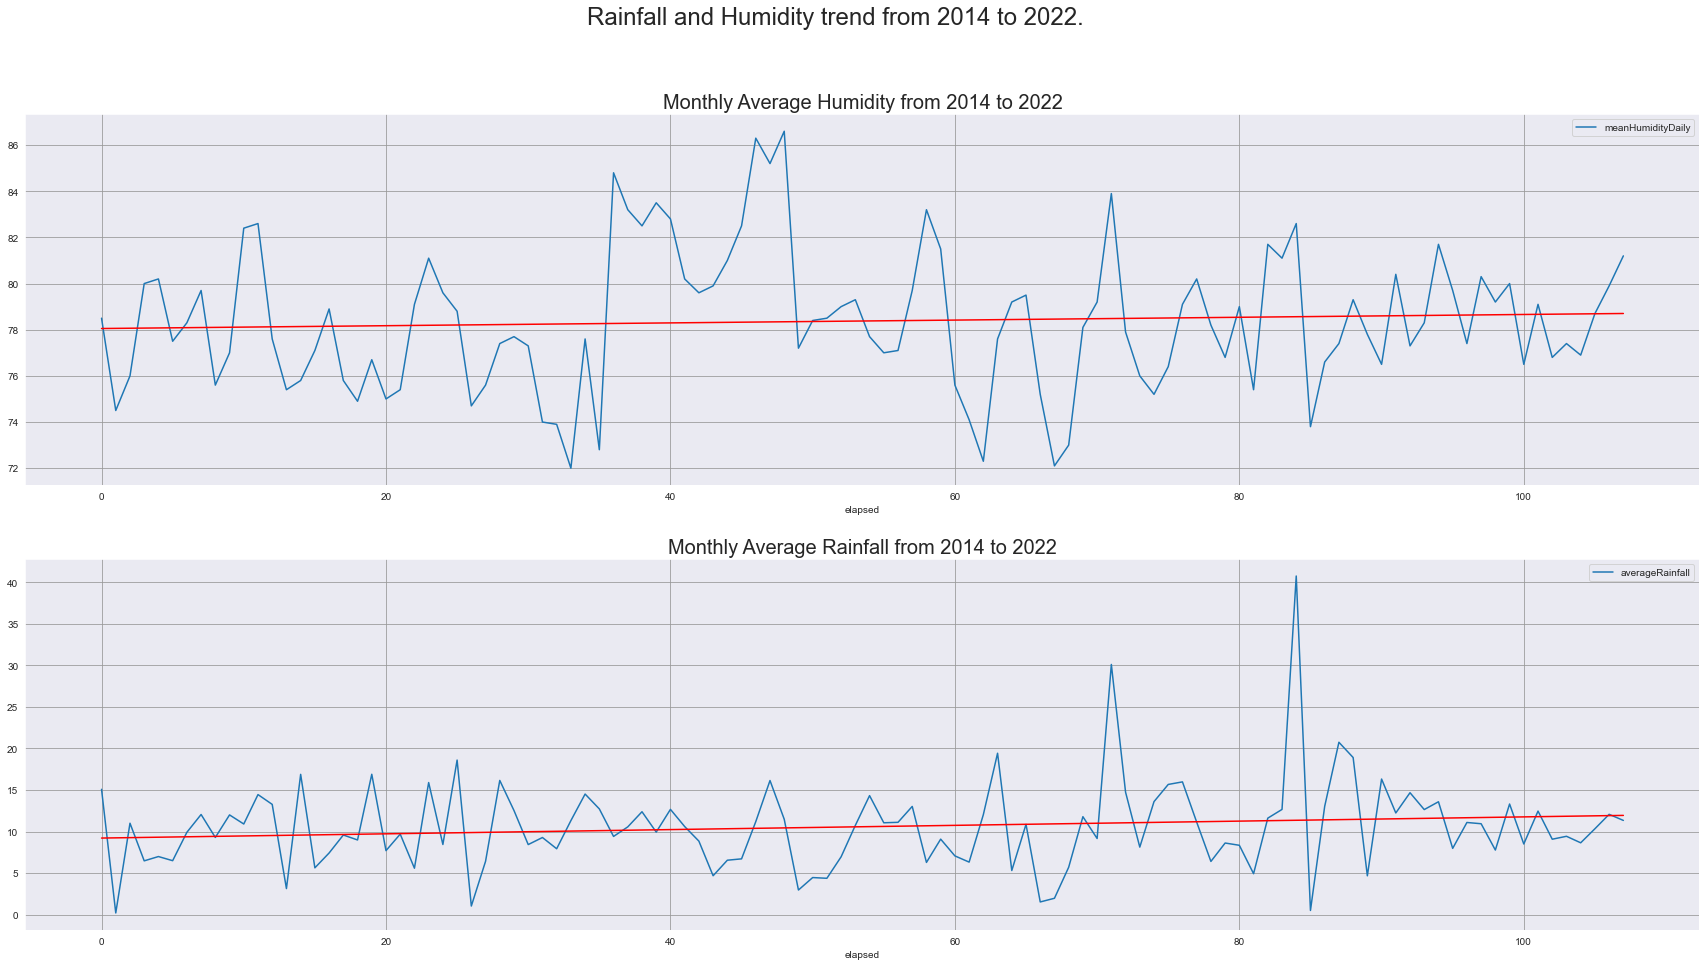 Rainfall and Humidity trend from 2014 to 2022.
Monthly Average Humidity from 2014 to 2022
meanHumidityDaily
86
84
82
80
78
76
74
72
0 20 40 60 80 100
elapsed
Monthly Average Rainfall from 2014 to 2022
averageRainfall
40
35
30
25
20
15
10
5
0
0 20 40 60 80 100
elapsed